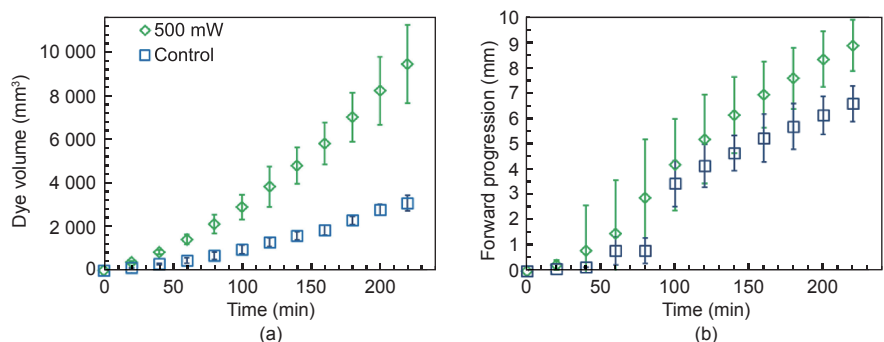 500 mW
Control
10 000
8 000
6 000
4 000
2 000
0
0 50 100 150 200
Dye volume (mm³)
Time (min)
(a)
10
9
8
7
6
5
4
3
2
1
0
0 50 100 150 200
Forward progression (mm)
Time (min)
(b)